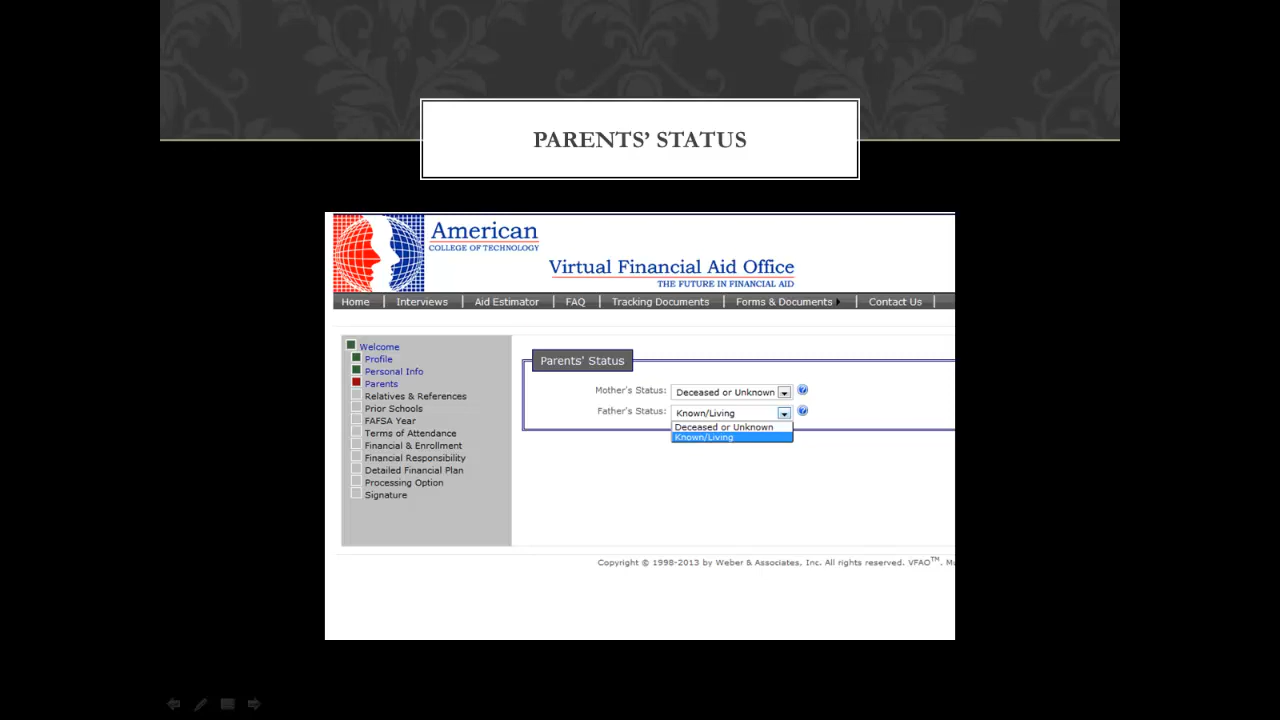 PARENTS' STATUS
American
COLLEGE OF TECHNOLOGY
Virtual Financial Aid Office
THE FUTURE IN FINANCIAL AID
Home | Interviews | Aid Estimator | FAQ | Tracking Documents | Forms & Documents | Contact Us |
Welcome
Profile
Personal Info
Parents
Relatives & References
Prior Schools
FAFSA Year
Terms of Attendance
Financial & Enrollment
Financial Responsibility
Detailed Financial Plan
Processing Option
Signature
Parents' Status
Mother's Status: Deceased or Unknown
Father's Status: Known/Living
Deceased or Unknown
Known/Living
Copyright © 1998-2013 by Weber & Associates, Inc. All rights reserved. VFAO™,